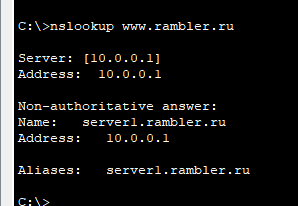 C:\>nslookup www.rambler.ru
Server: [10.0.0.1]
Address:  10.0.0.1
Non-authoritative answer:
Name:   server1.rambler.ru
Address:   10.0.0.1
Aliases:   server1.rambler.ru
C:\>